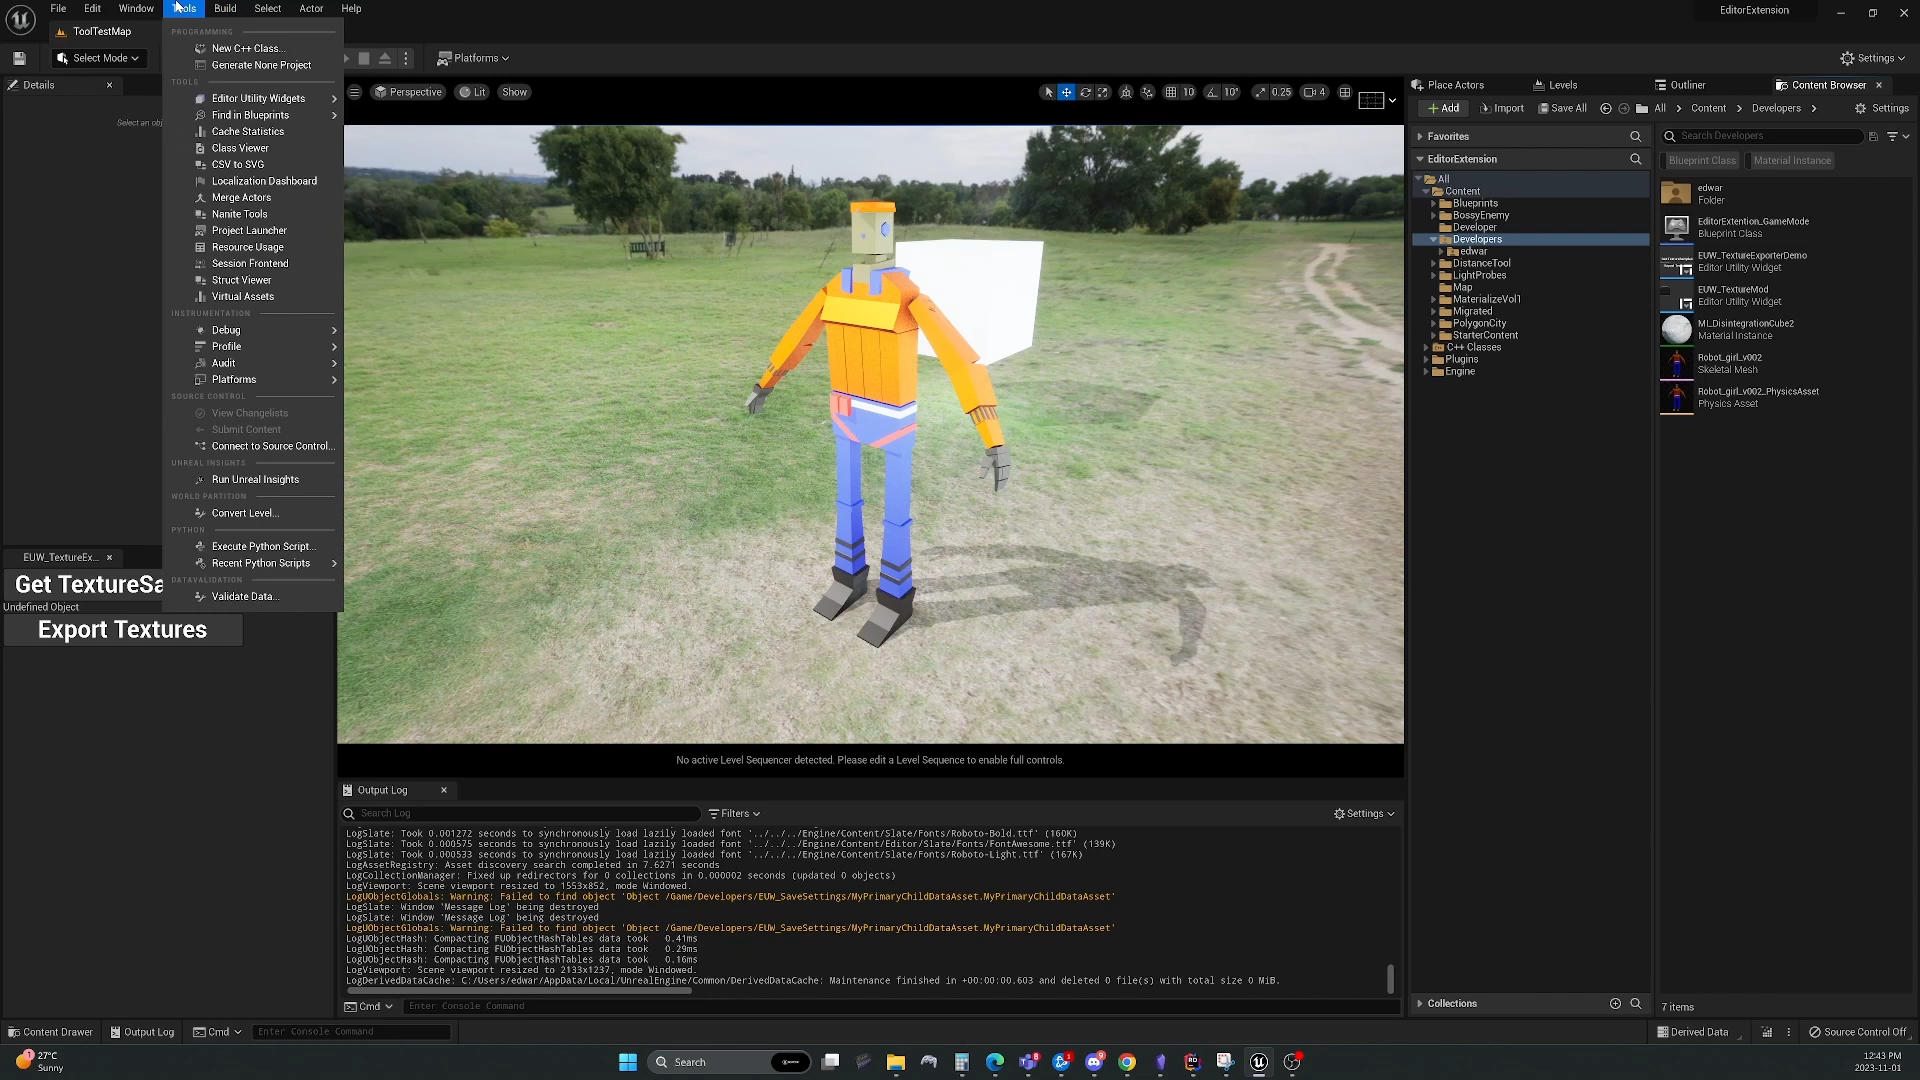 File Edit Window Tools Build Select Actor Help
EditorExtension
ToolTestMap
Select Mode
Platforms
Settings
PROGRAMMING
New C++ Class...
Generate None Project
TOOLS
Editor Utility Widgets
Find in Blueprints
Cache Statistics
Class Viewer
CSV to SVG
Localization Dashboard
Merge Actors
Nanite Tools
Project Launcher
Resource Usage
Session Frontend
Struct Viewer
Virtual Assets
INSTRUMENTATION
Debug
Profile
Audit
Platforms
SOURCE CONTROL
View Changelists
Submit Content
Connect to Source Control...
UNREAL INSIGHTS
Run Unreal Insights
WORLD PARTITION
Convert Level...
PYTHON
Execute Python Script...
Recent Python Scripts
DATAVALIDATION
Validate Data...
Details
Select an obj
EUW_TextureEx...
Get TextureSa
Undefined Object
Export Textures
Perspective Lit Show
10 10° 0.25 4
No active Level Sequencer detected. Please edit a Level Sequence to enable full controls.
Output Log
Search Log
Filters
Settings
LogSlate: Took 0.001272 seconds to synchronously load lazily loaded font '../../../Engine/Content/Slate/Fonts/Roboto-Bold.ttf' (160K)
LogSlate: Took 0.000575 seconds to synchronously load lazily loaded font '../../../Engine/Content/Editor/Slate/Fonts/FontAwesome.ttf' (139K)
LogSlate: Took 0.000533 seconds to synchronously load lazily loaded font '../../../Engine/Content/Slate/Fonts/Roboto-Light.ttf' (167K)
LogAssetRegistry: Asset discovery search completed in 7.6271 seconds
LogCollectionManager: Fixed up redirectors for 0 collections in 0.000002 seconds (updated 0 objects)
LogViewport: Scene viewport resized to 1553x852, mode Windowed.
LogUObjectGlobals: Warning: Failed to find object 'Object /Game/Developers/EUW_SaveSettings/MyPrimaryChildDataAsset.MyPrimaryChildDataAsset'
LogSlate: Window 'Message Log' being destroyed
LogSlate: Window 'Message Log' being destroyed
LogUObjectGlobals: Warning: Failed to find object 'Object /Game/Developers/EUW_SaveSettings/MyPrimaryChildDataAsset.MyPrimaryChildDataAsset'
LogUObjectHash: Compacting FUObjectHashTables data took 0.41ms
LogUObjectHash: Compacting FUObjectHashTables data took 0.29ms
LogUObjectHash: Compacting FUObjectHashTables data took 0.16ms
LogViewport: Scene viewport resized to 2133x1237, mode Windowed.
LogDerivedDataCache: C:/Users/edwar/AppData/Local/UnrealEngine/Common/DerivedDataCache: Maintenance finished in +00:00:00.603 and deleted 0 file(s) with total size 0 MiB.
Cmd Enter Console Command
Place Actors Levels Outliner Content Browser
Add Import Save All All Content Developers Settings
Favorites
EditorExtension
All
Content
Blueprints
BossyEnemy
Developer
Developers
edwar
DistanceTool
LightProbes
Map
MaterializeVol1
Migrated
PolygonCity
StarterContent
C++ Classes
Plugins
Engine
Collections
Search Developers
Blueprint Class Material Instance
edwar
Folder
EditorExtention_GameMode
Blueprint Class
EUW_TextureExporterDemo
Editor Utility Widget
EUW_TextureMod
Editor Utility Widget
MI_DisintegrationCube2
Material Instance
Robot_girl_v002
Skeletal Mesh
Robot_girl_v002_PhysicsAsset
Physics Asset
7 items
Content Drawer Output Log Cmd Enter Console Command
Derived Data Source Control Off
27°C
Sunny
Search
12:43 PM
2023-11-01